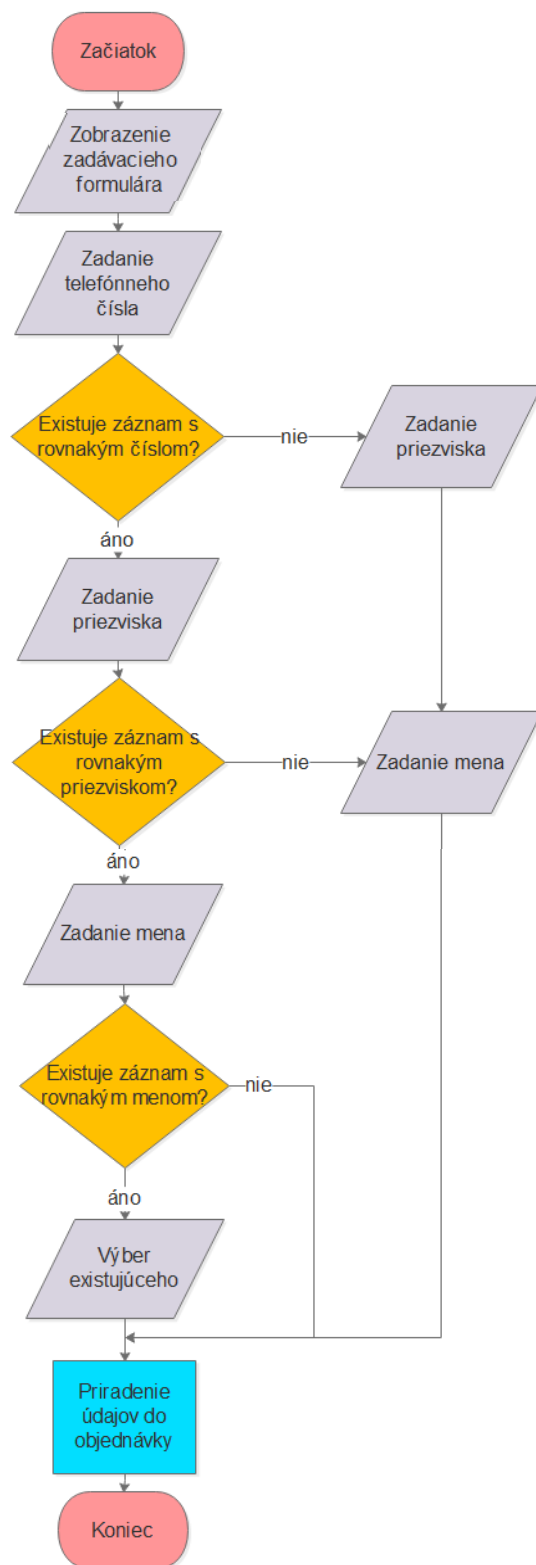 Začiatok
Zobrazenie
zadávacieho
formulára
Zadanie
telefónneho
čísla
Existuje záznam s
rovnakým číslom?
nie
Zadanie
priezviska
áno
Zadanie
priezviska
Existuje záznam s
rovnakým
priezviskom?
nie
Zadanie mena
áno
Zadanie mena
Existuje záznam s
rovnakým menom?
nie
áno
Výber
existujúceho
Priradenie
údajov do
objednávky
Koniec